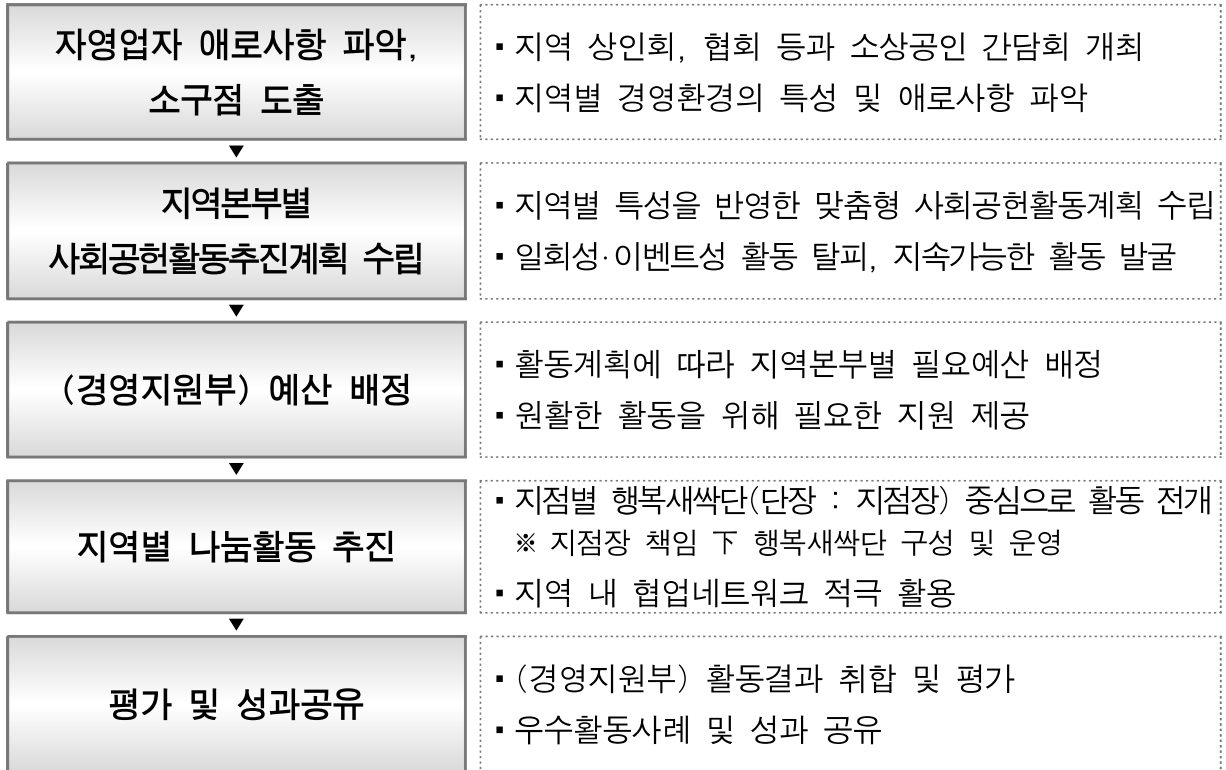 자영업자 애로사항 파악,
소구점 도출
▪ 지역 상인회, 협회 등과 소상공인 간담회 개최
▪ 지역별 경영환경의 특성 및 애로사항 파악
▼
지역본부별
사회공헌활동추진계획 수립
▪ 지역별 특성을 반영한 맞춤형 사회공헌활동계획 수립
▪ 일회성·이벤트성 활동 탈피, 지속가능한 활동 발굴
▼
(경영지원부) 예산 배정
▪ 활동계획에 따라 지역본부별 필요예산 배정
▪ 원활한 활동을 위해 필요한 지원 제공
▼
지역별 나눔활동 추진
▪ 지점별 행복새싹단(단장 : 지점장) 중심으로 활동 전개
※ 지점장 책임 下 행복새싹단 구성 및 운영
▪ 지역 내 협업네트워크 적극 활용
▼
평가 및 성과공유
▪ (경영지원부) 활동결과 취합 및 평가
▪ 우수활동사례 및 성과 공유